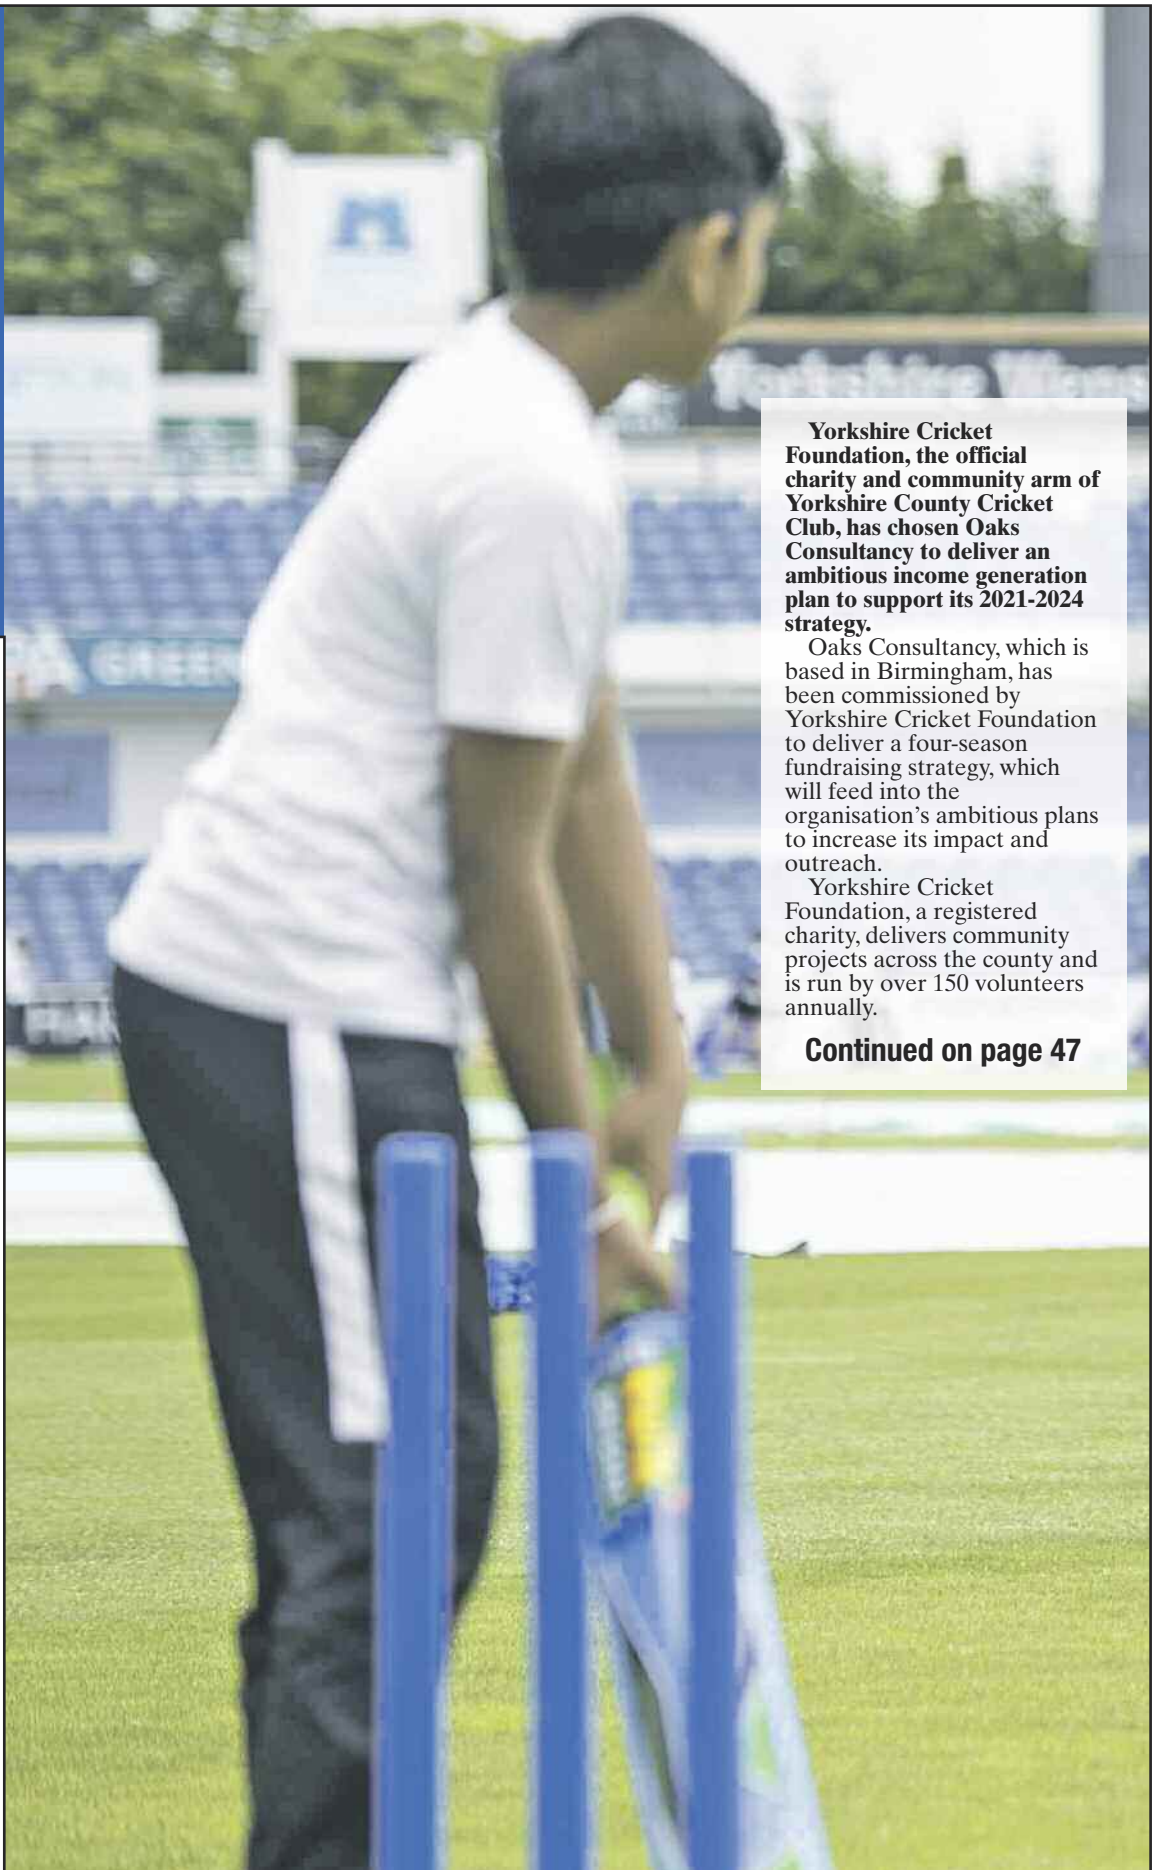 Yorkshire
GREEN
Yorkshire Cricket
Foundation, the official
charity and community arm of
Yorkshire County Cricket
Club, has chosen Oaks
Consultancy to deliver an
ambitious income generation
plan to support its 2021-2024
strategy.
Oaks Consultancy, which is
based in Birmingham, has
been commissioned by
Yorkshire Cricket Foundation
to deliver a four-season
fundraising strategy, which
will feed into the
organisation’s ambitious plans
to increase its impact and
outreach.
Yorkshire Cricket
Foundation, a registered
charity, delivers community
projects across the county and
is run by over 150 volunteers
annually.
Continued on page 47